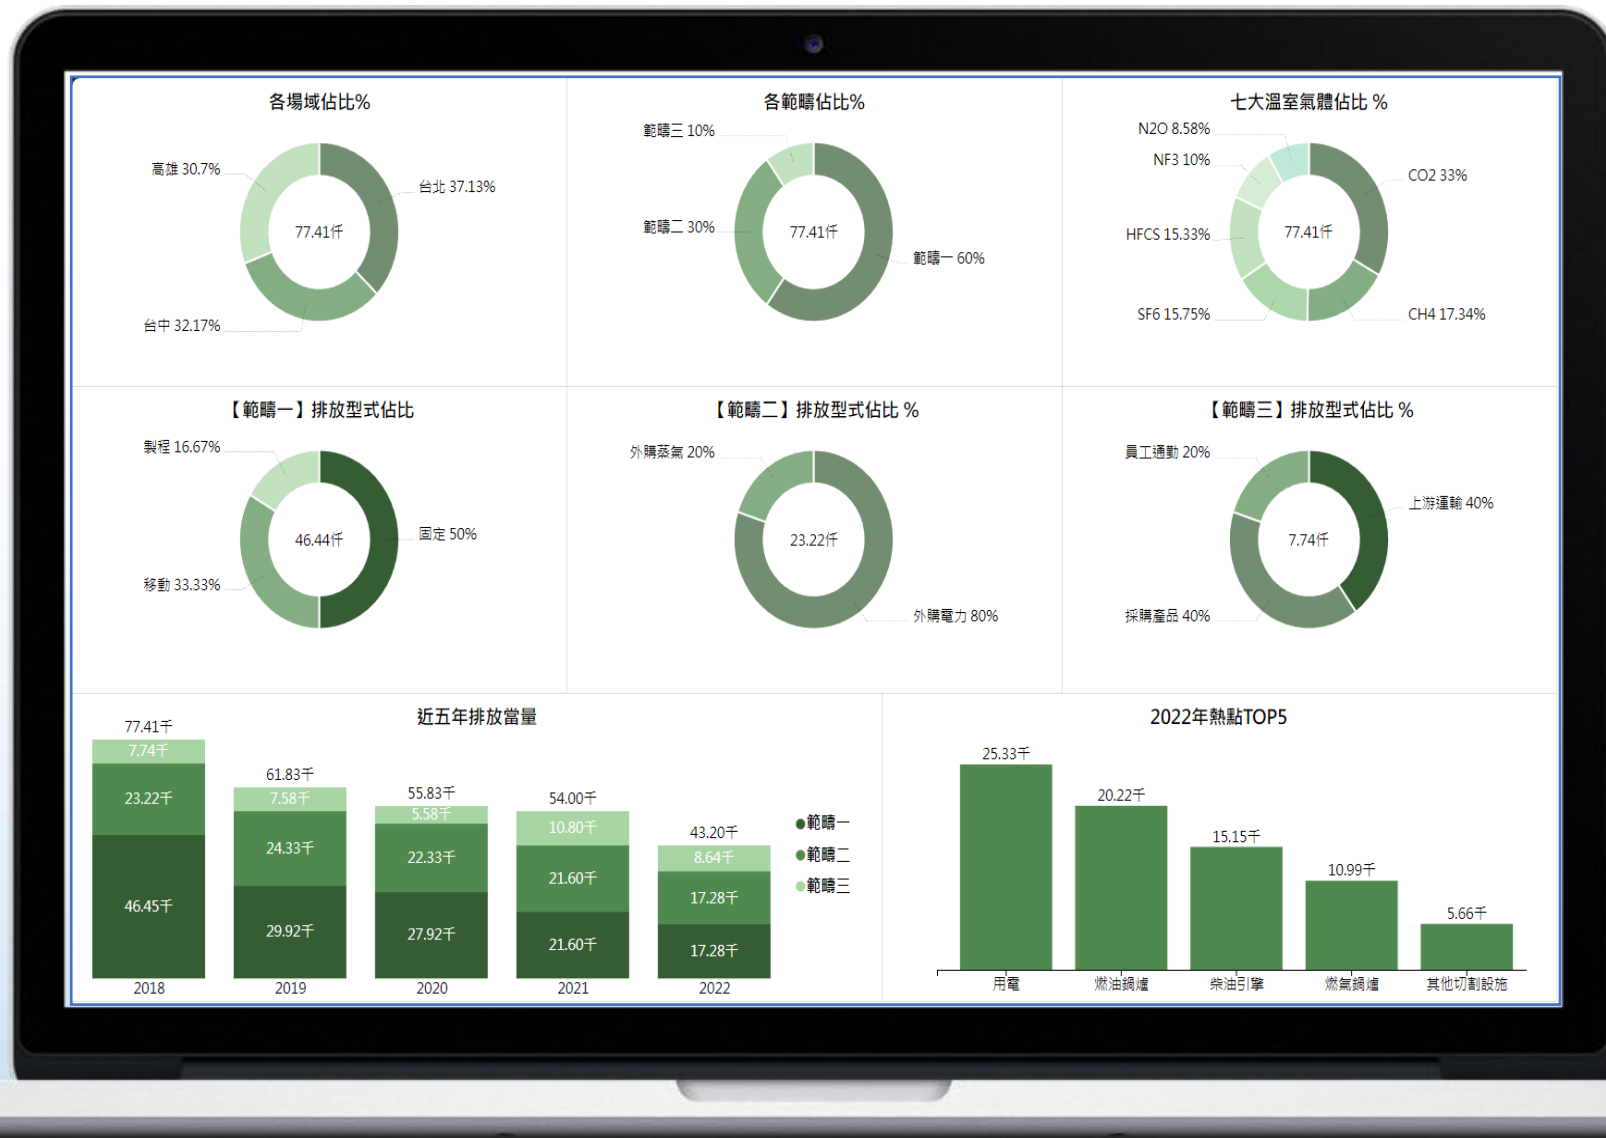 各場域佔比%
高雄 30.7%
台北 37.13%
77.41仟
台中 32.17%
各範疇佔比%
範疇三 10%
範疇二 30%
77.41仟
範疇一 60%
七大溫室氣體佔比 %
N2O 8.58%
NF3 10%
CO2 33%
HFCS 15.33%
77.41仟
SF6 15.75%
CH4 17.34%
【範疇一】排放型式佔比
製程 16.67%
固定 50%
46.44仟
移動 33.33%
【範疇二】排放型式佔比 %
外購蒸氣 20%
23.22仟
外購電力 80%
【範疇三】排放型式佔比 %
員工通勤 20%
上游運輸 40%
7.74仟
採購產品 40%
近五年排放當量
77.41千
7.74千
23.22千
46.45千
2018
61.83千
7.58千
24.33千
29.92千
2019
55.83千
5.58千
22.33千
27.92千
2020
54.00千
10.80千
21.60千
21.60千
2021
43.20千
8.64千
17.28千
17.28千
2022
範疇一
範疇二
範疇三
2022年熱點TOP5
25.33千
20.22千
15.15千
10.99千
5.66千
用電
燃油鍋爐
柴油引擎
燃氣鍋爐
其他切割設施